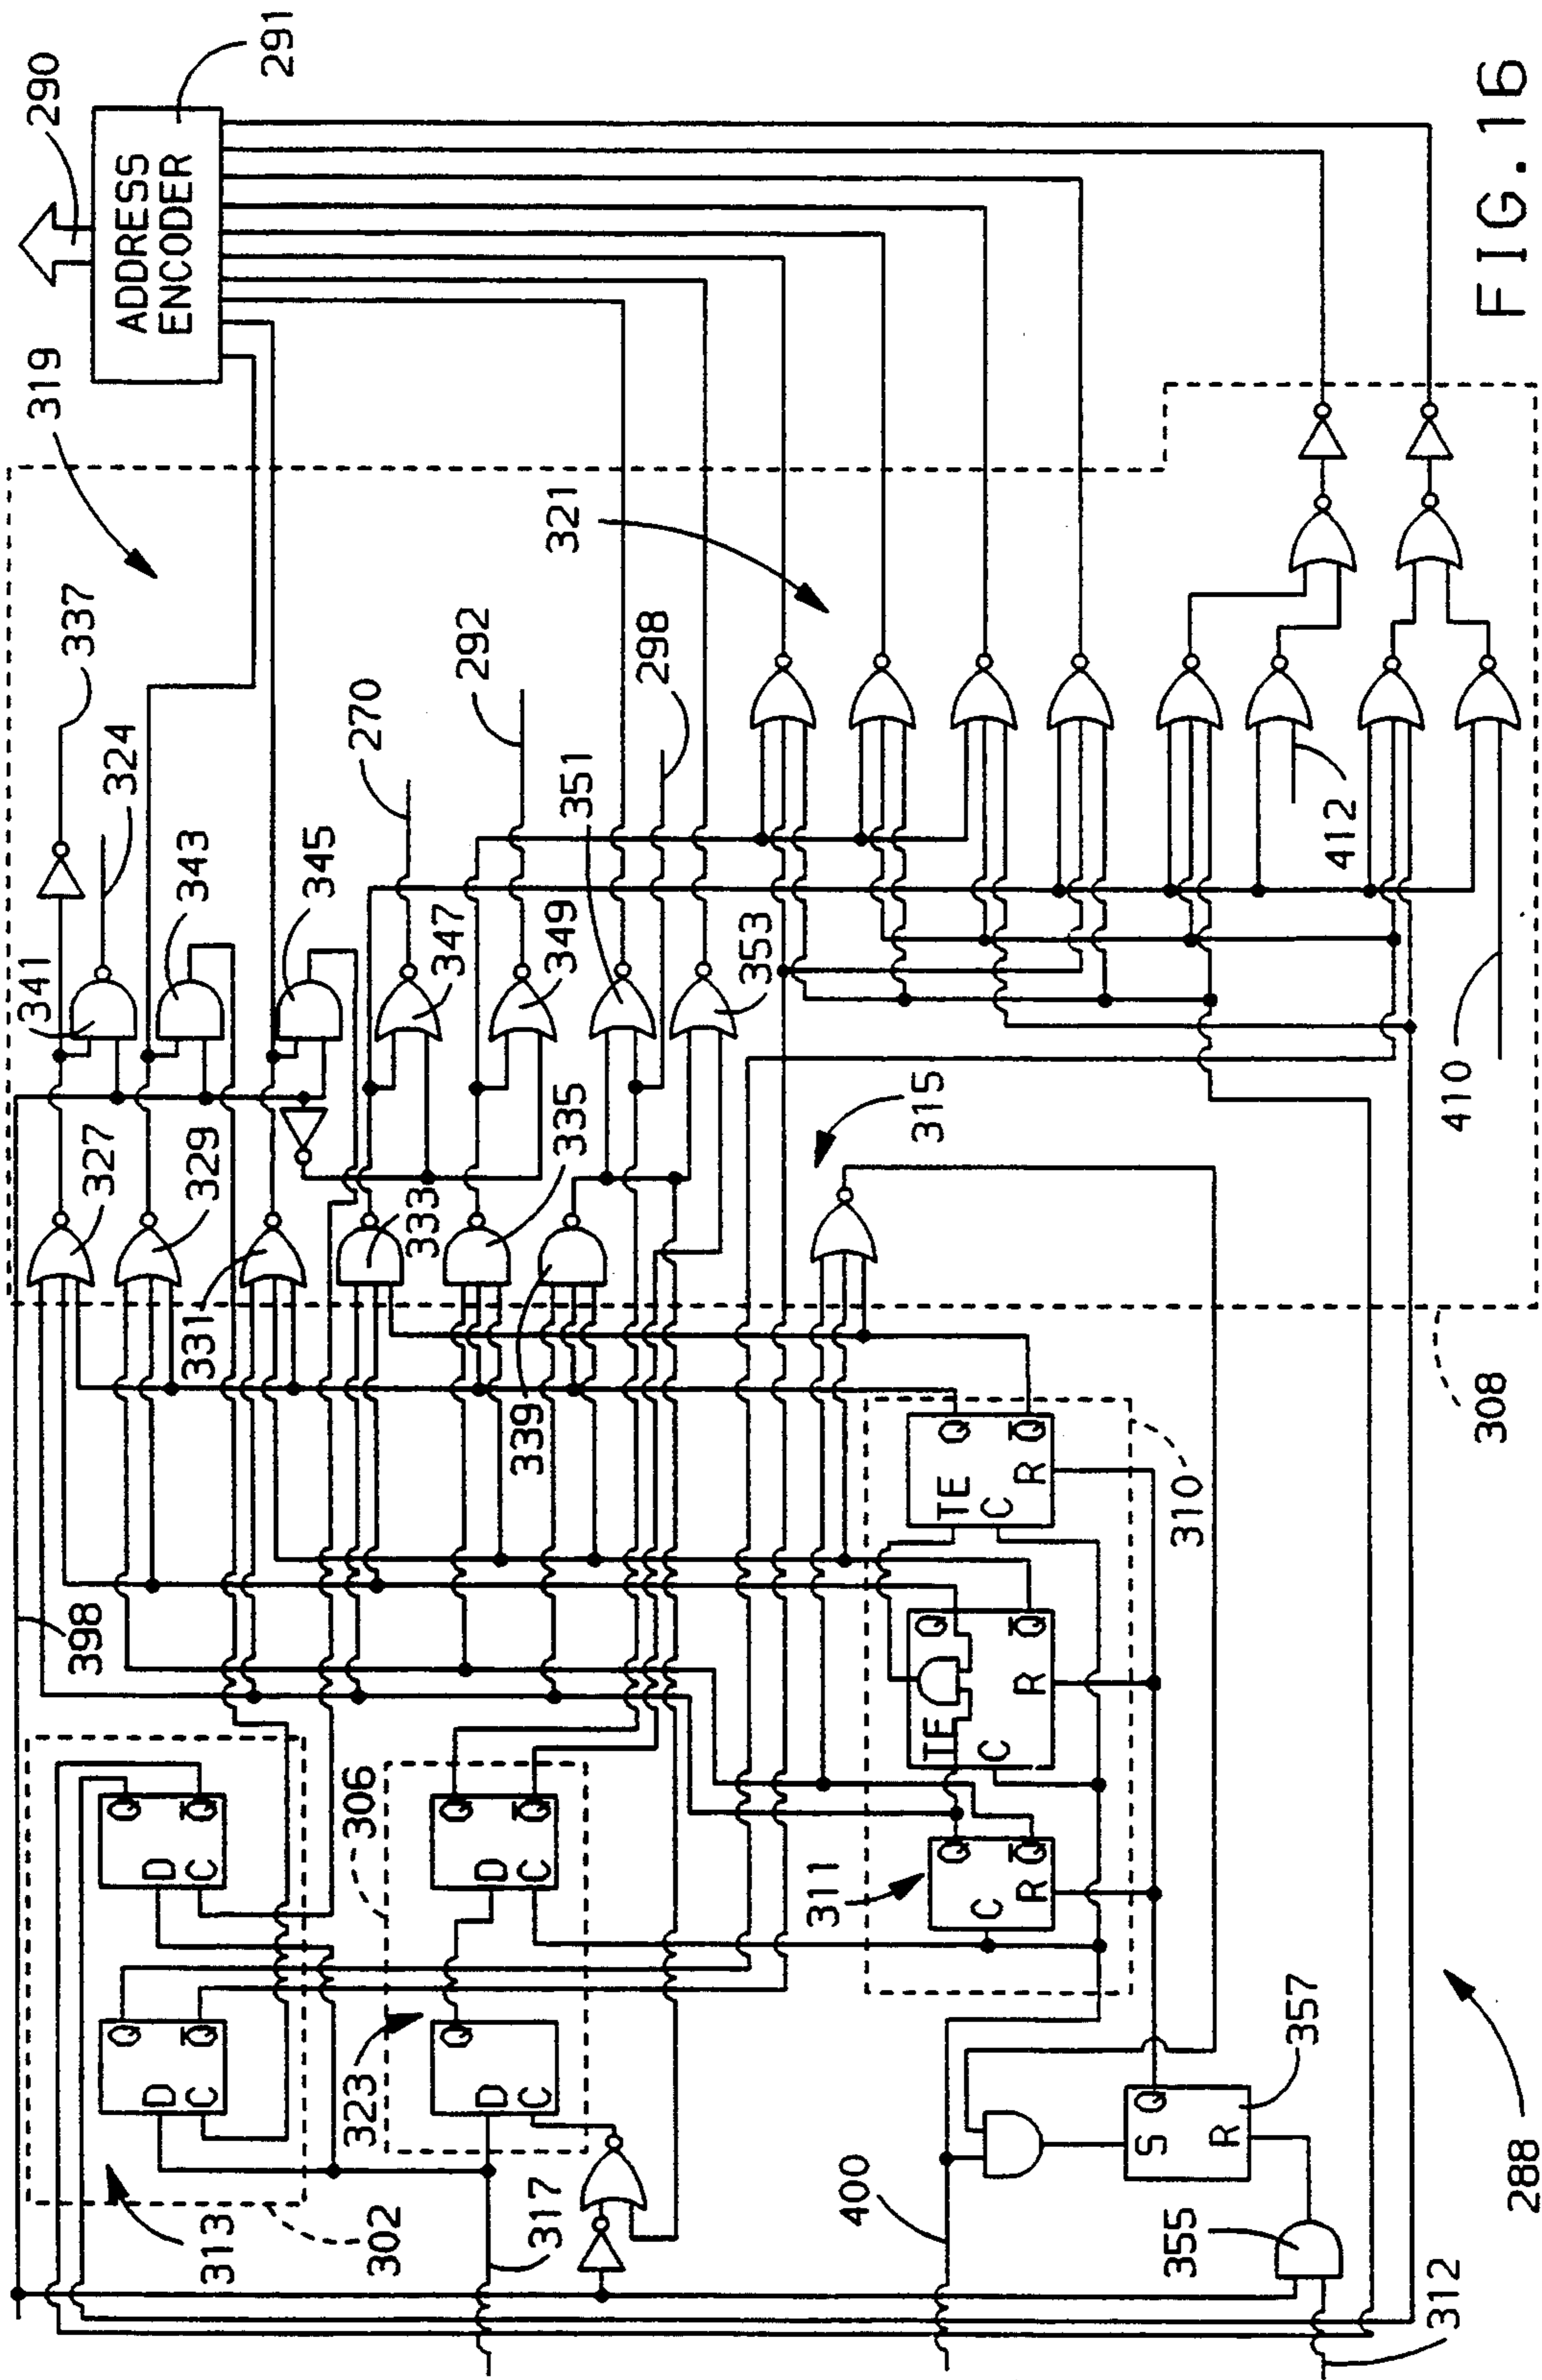 290
291
ADDRESS
ENCODER
319
337
324
341
343
345
327
329
331
398
270
292
347
349
351
298
353
333
335
339
321
315
412
410
308
D
C
Q
Q̅
D
C
Q
Q̅
313
302
306
D
C
Q
D
C
Q
Q̅
323
317
311
C
Q
Q̅
R
TE
C
Q
Q̅
R
TE
C
Q
Q̅
R
310
400
S
Q
R
357
355
312
288
FIG. 16